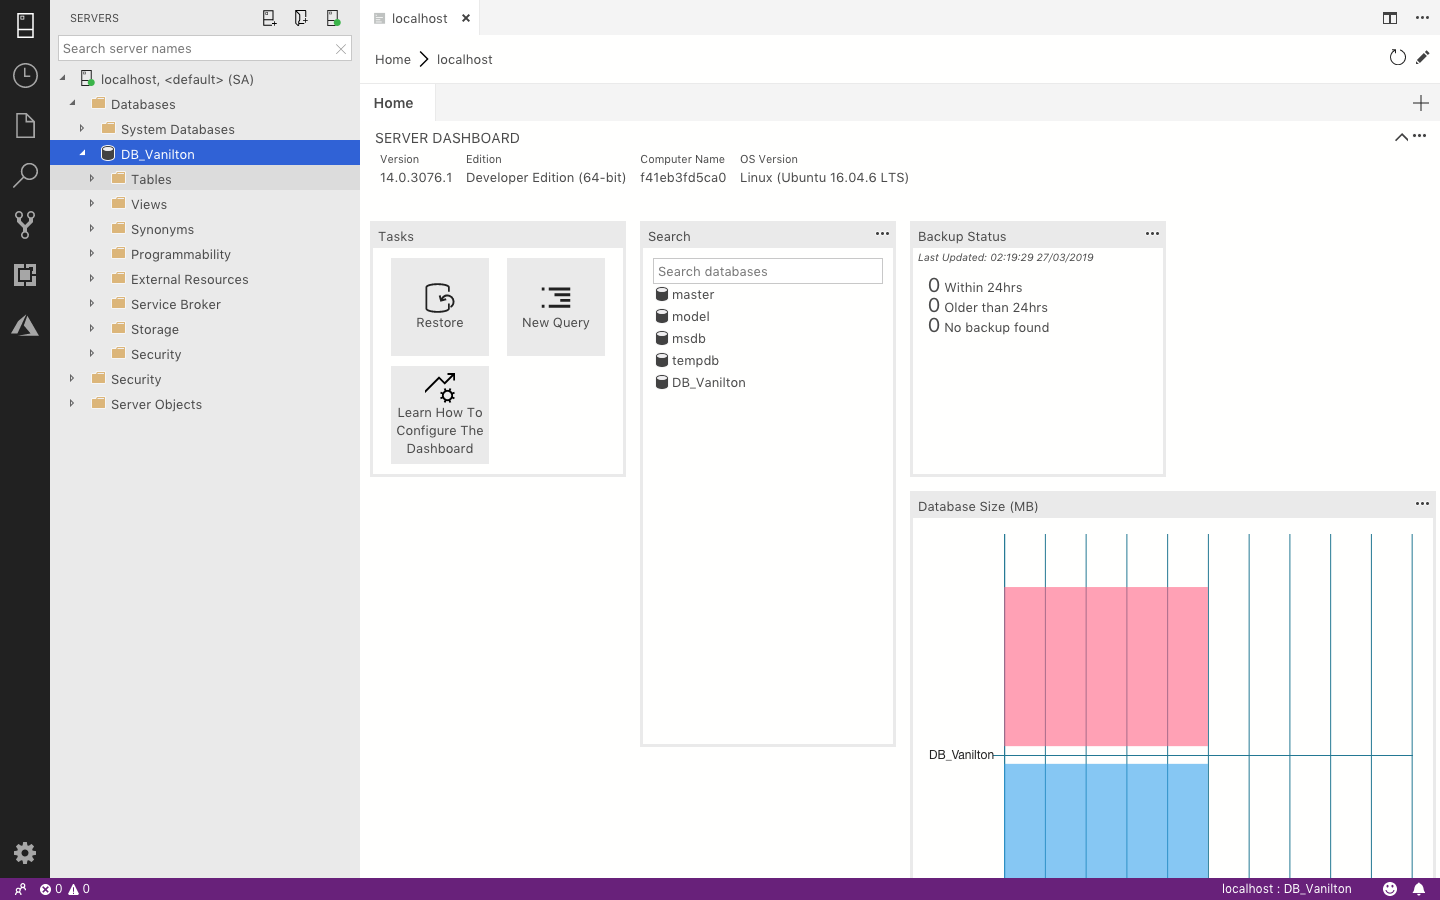 SERVERS
Search server names
localhost, <default> (SA)
Databases
System Databases
DB_Vanilton
Tables
Views
Synonyms
Programmability
External Resources
Service Broker
Storage
Security
Security
Server Objects
localhost
Home localhost
Home
SERVER DASHBOARD
Version Edition Computer Name OS Version
14.0.3076.1 Developer Edition (64-bit) f41eb3fd5ca0 Linux (Ubuntu 16.04.6 LTS)
Tasks
Restore
New Query
Learn How To
Configure The
Dashboard
Search
Search databases
master
model
msdb
tempdb
DB_Vanilton
Backup Status
Last Updated: 02:19:29 27/03/2019
0 Within 24hrs
0 Older than 24hrs
0 No backup found
Database Size (MB)
DB_Vanilton
0 0
localhost : DB_Vanilton